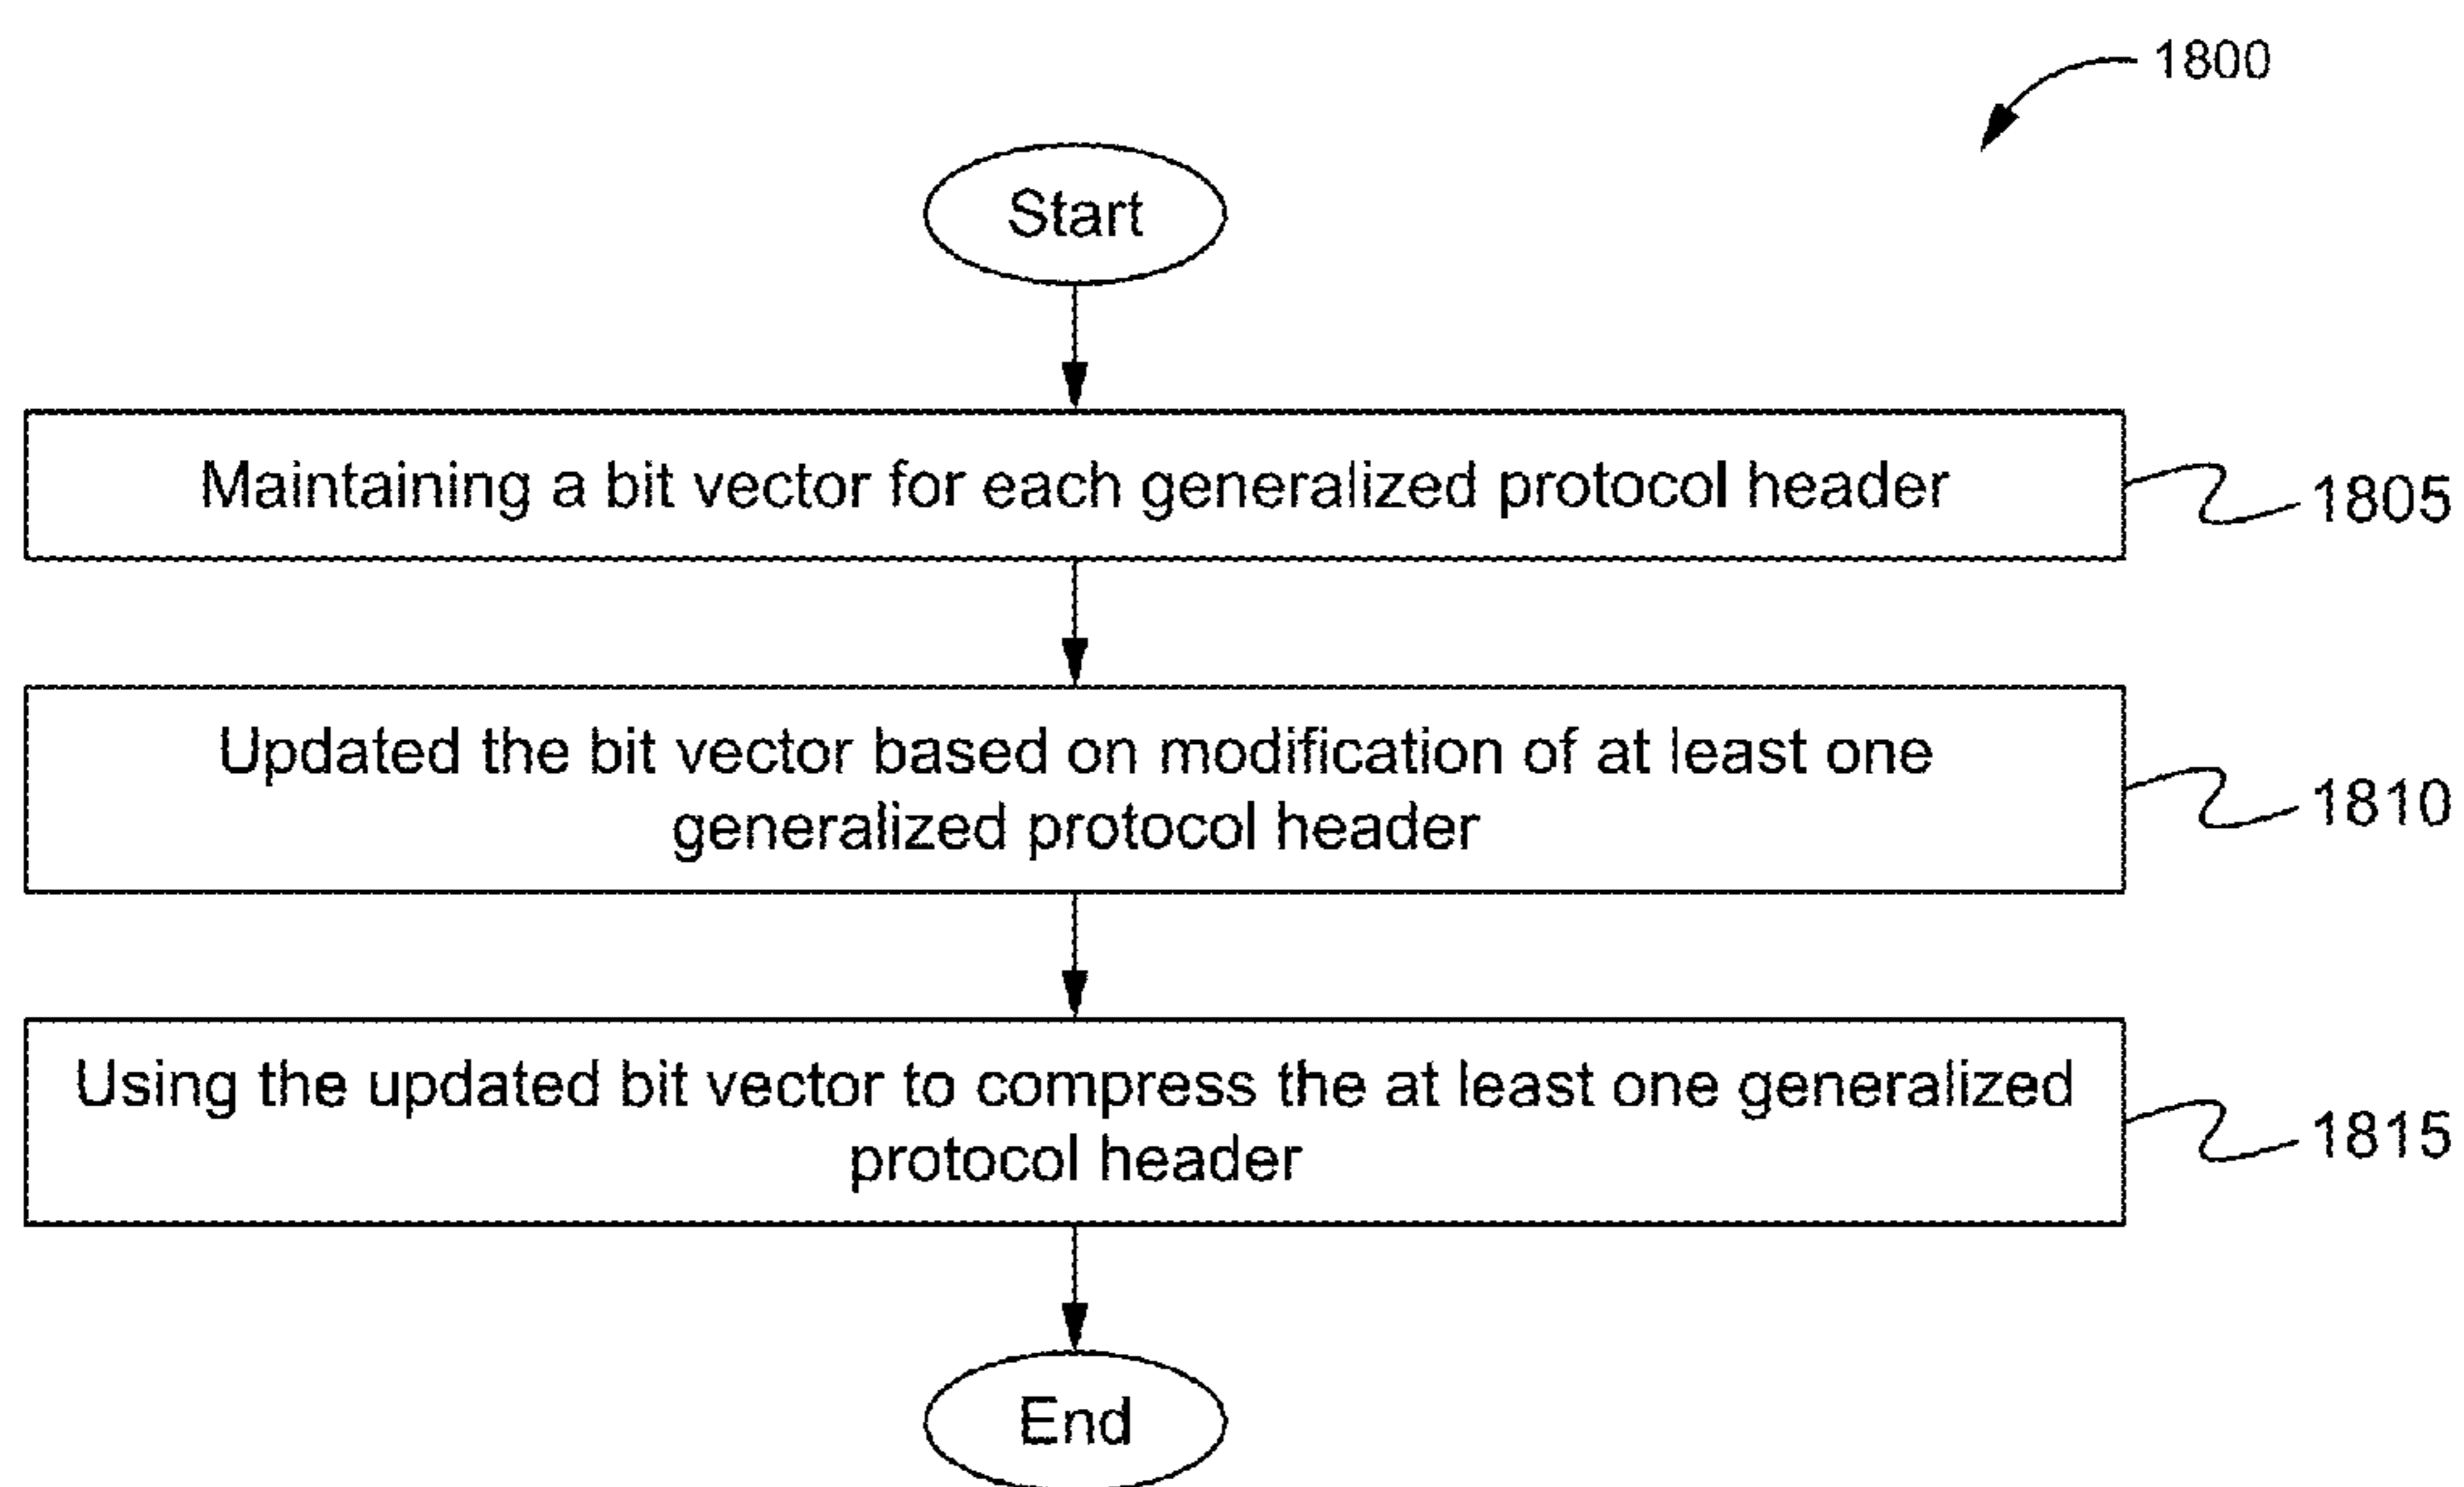 1800
Start
Maintaining a bit vector for each generalized protocol header
1805
Updated the bit vector based on modification of at least one
generalized protocol header
1810
Using the updated bit vector to compress the at least one generalized
protocol header
1815
End